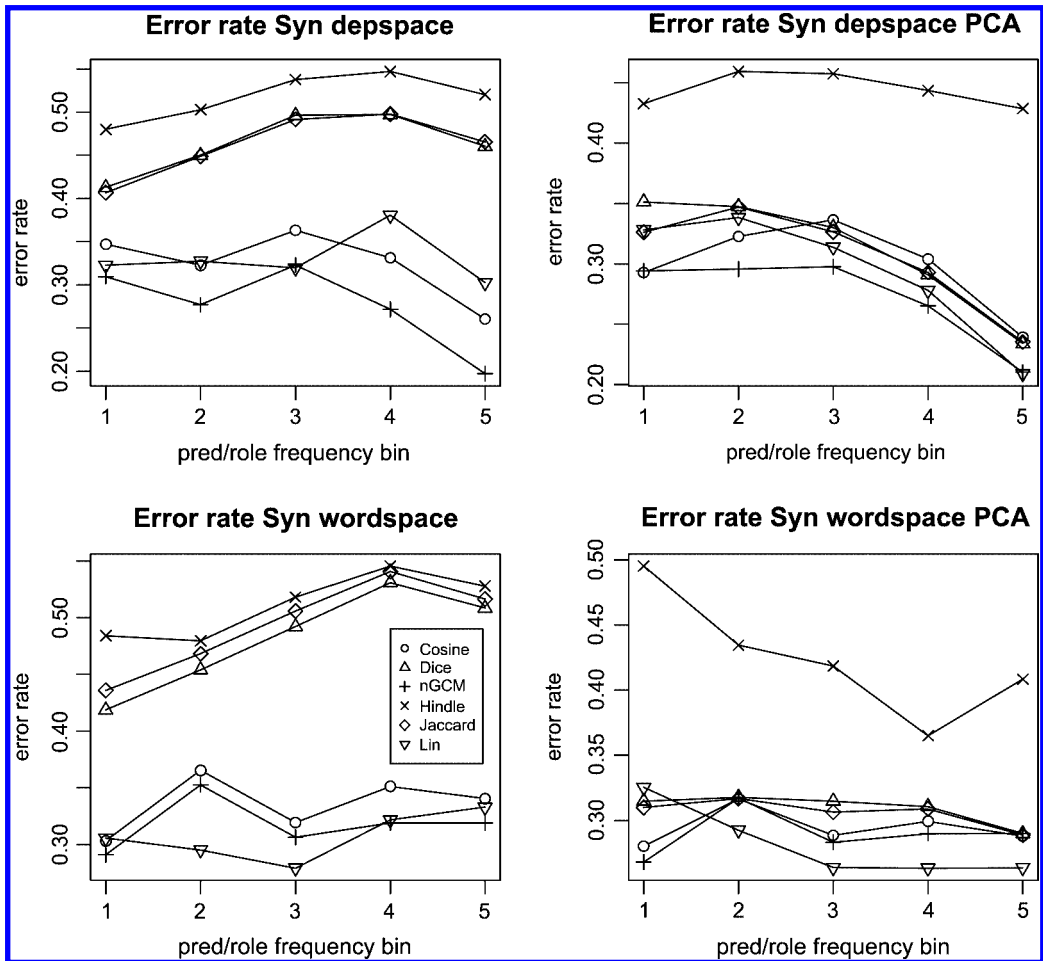 Error rate Syn depspace
error rate
0.50
0.40
0.30
0.20
1 2 3 4 5
pred/role frequency bin
Error rate Syn depspace PCA
error rate
0.40
0.30
0.20
1 2 3 4 5
pred/role frequency bin
Error rate Syn wordspace
error rate
0.50
0.40
0.30
Cosine
Dice
nGCM
Hindle
Jaccard
Lin
1 2 3 4 5
pred/role frequency bin
Error rate Syn wordspace PCA
error rate
0.50
0.45
0.40
0.35
0.30
1 2 3 4 5
pred/role frequency bin